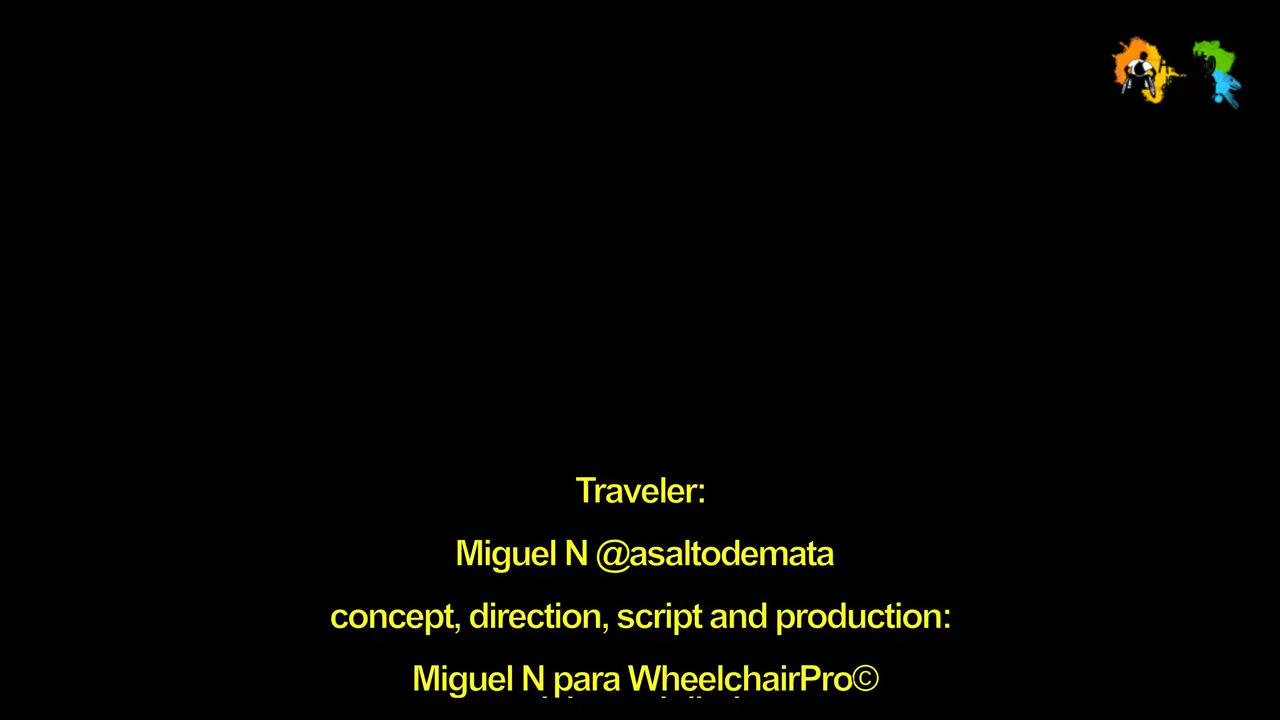 Traveler:
Miguel N @asaltodemata
concept, direction, script and production:
Miguel N para WheelchairPro©